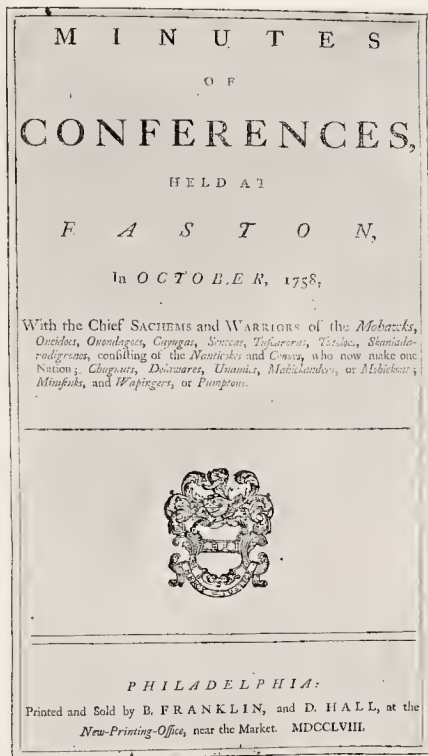 MINUTES
OF
CONFERENCES,
HELD AT
EASTON,
In OCTOBER, 1758,
With the Chief SACHEMS and WARRIORS of the Mohawks,
Oneidoes, Onondagoes, Cayugas, Senecas, Tuscaroras, Tuteloes, Skaniada-
radigronos, consisting of the Nanticokes and Conoys, who now make one
Nation; Chugnuts, Delawares, Unamies, Mahickanders, or Mohickons;
Minisinks, and Wapingers, or Pumptons.
PHILADELPHIA:
Printed and Sold by B. FRANKLIN, and D. HALL, at the
New-Printing-Office, near the Market. MDCCLVIII.